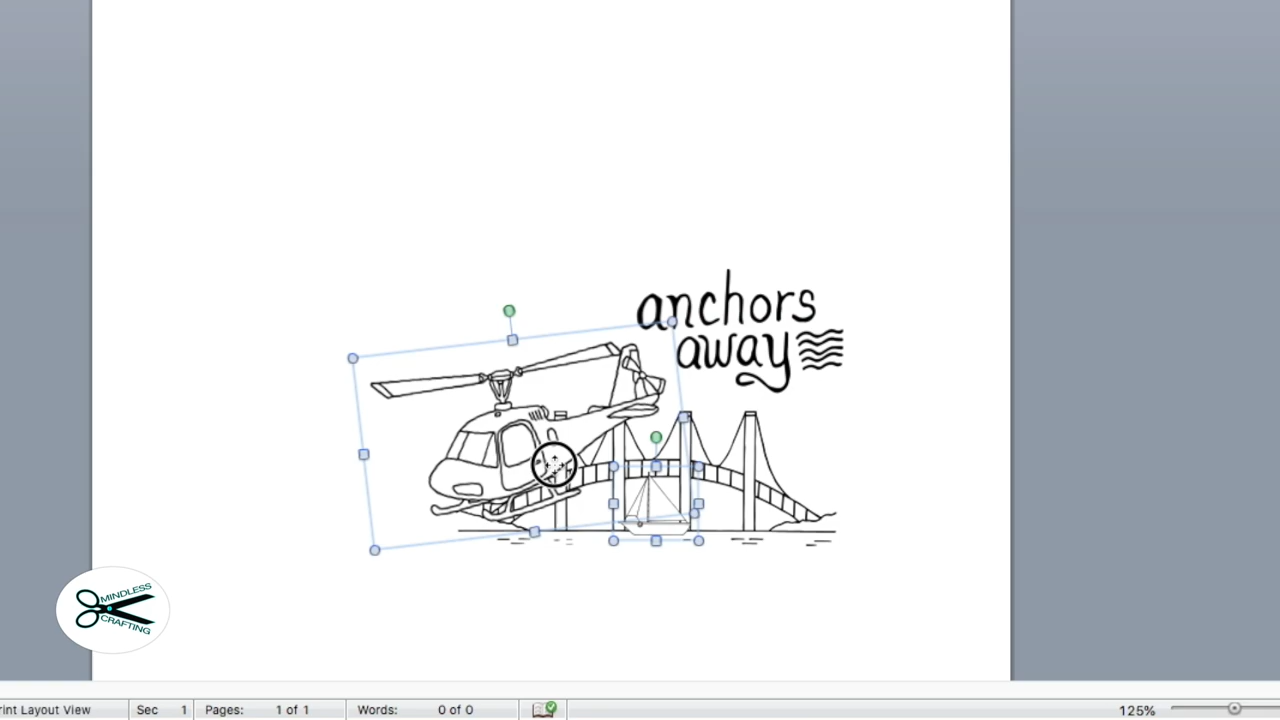 anchors
away
MINDLESS
CRAFTING
rint Layout View Sec 1 Pages: 1 of 1 Words: 0 of 0 125%